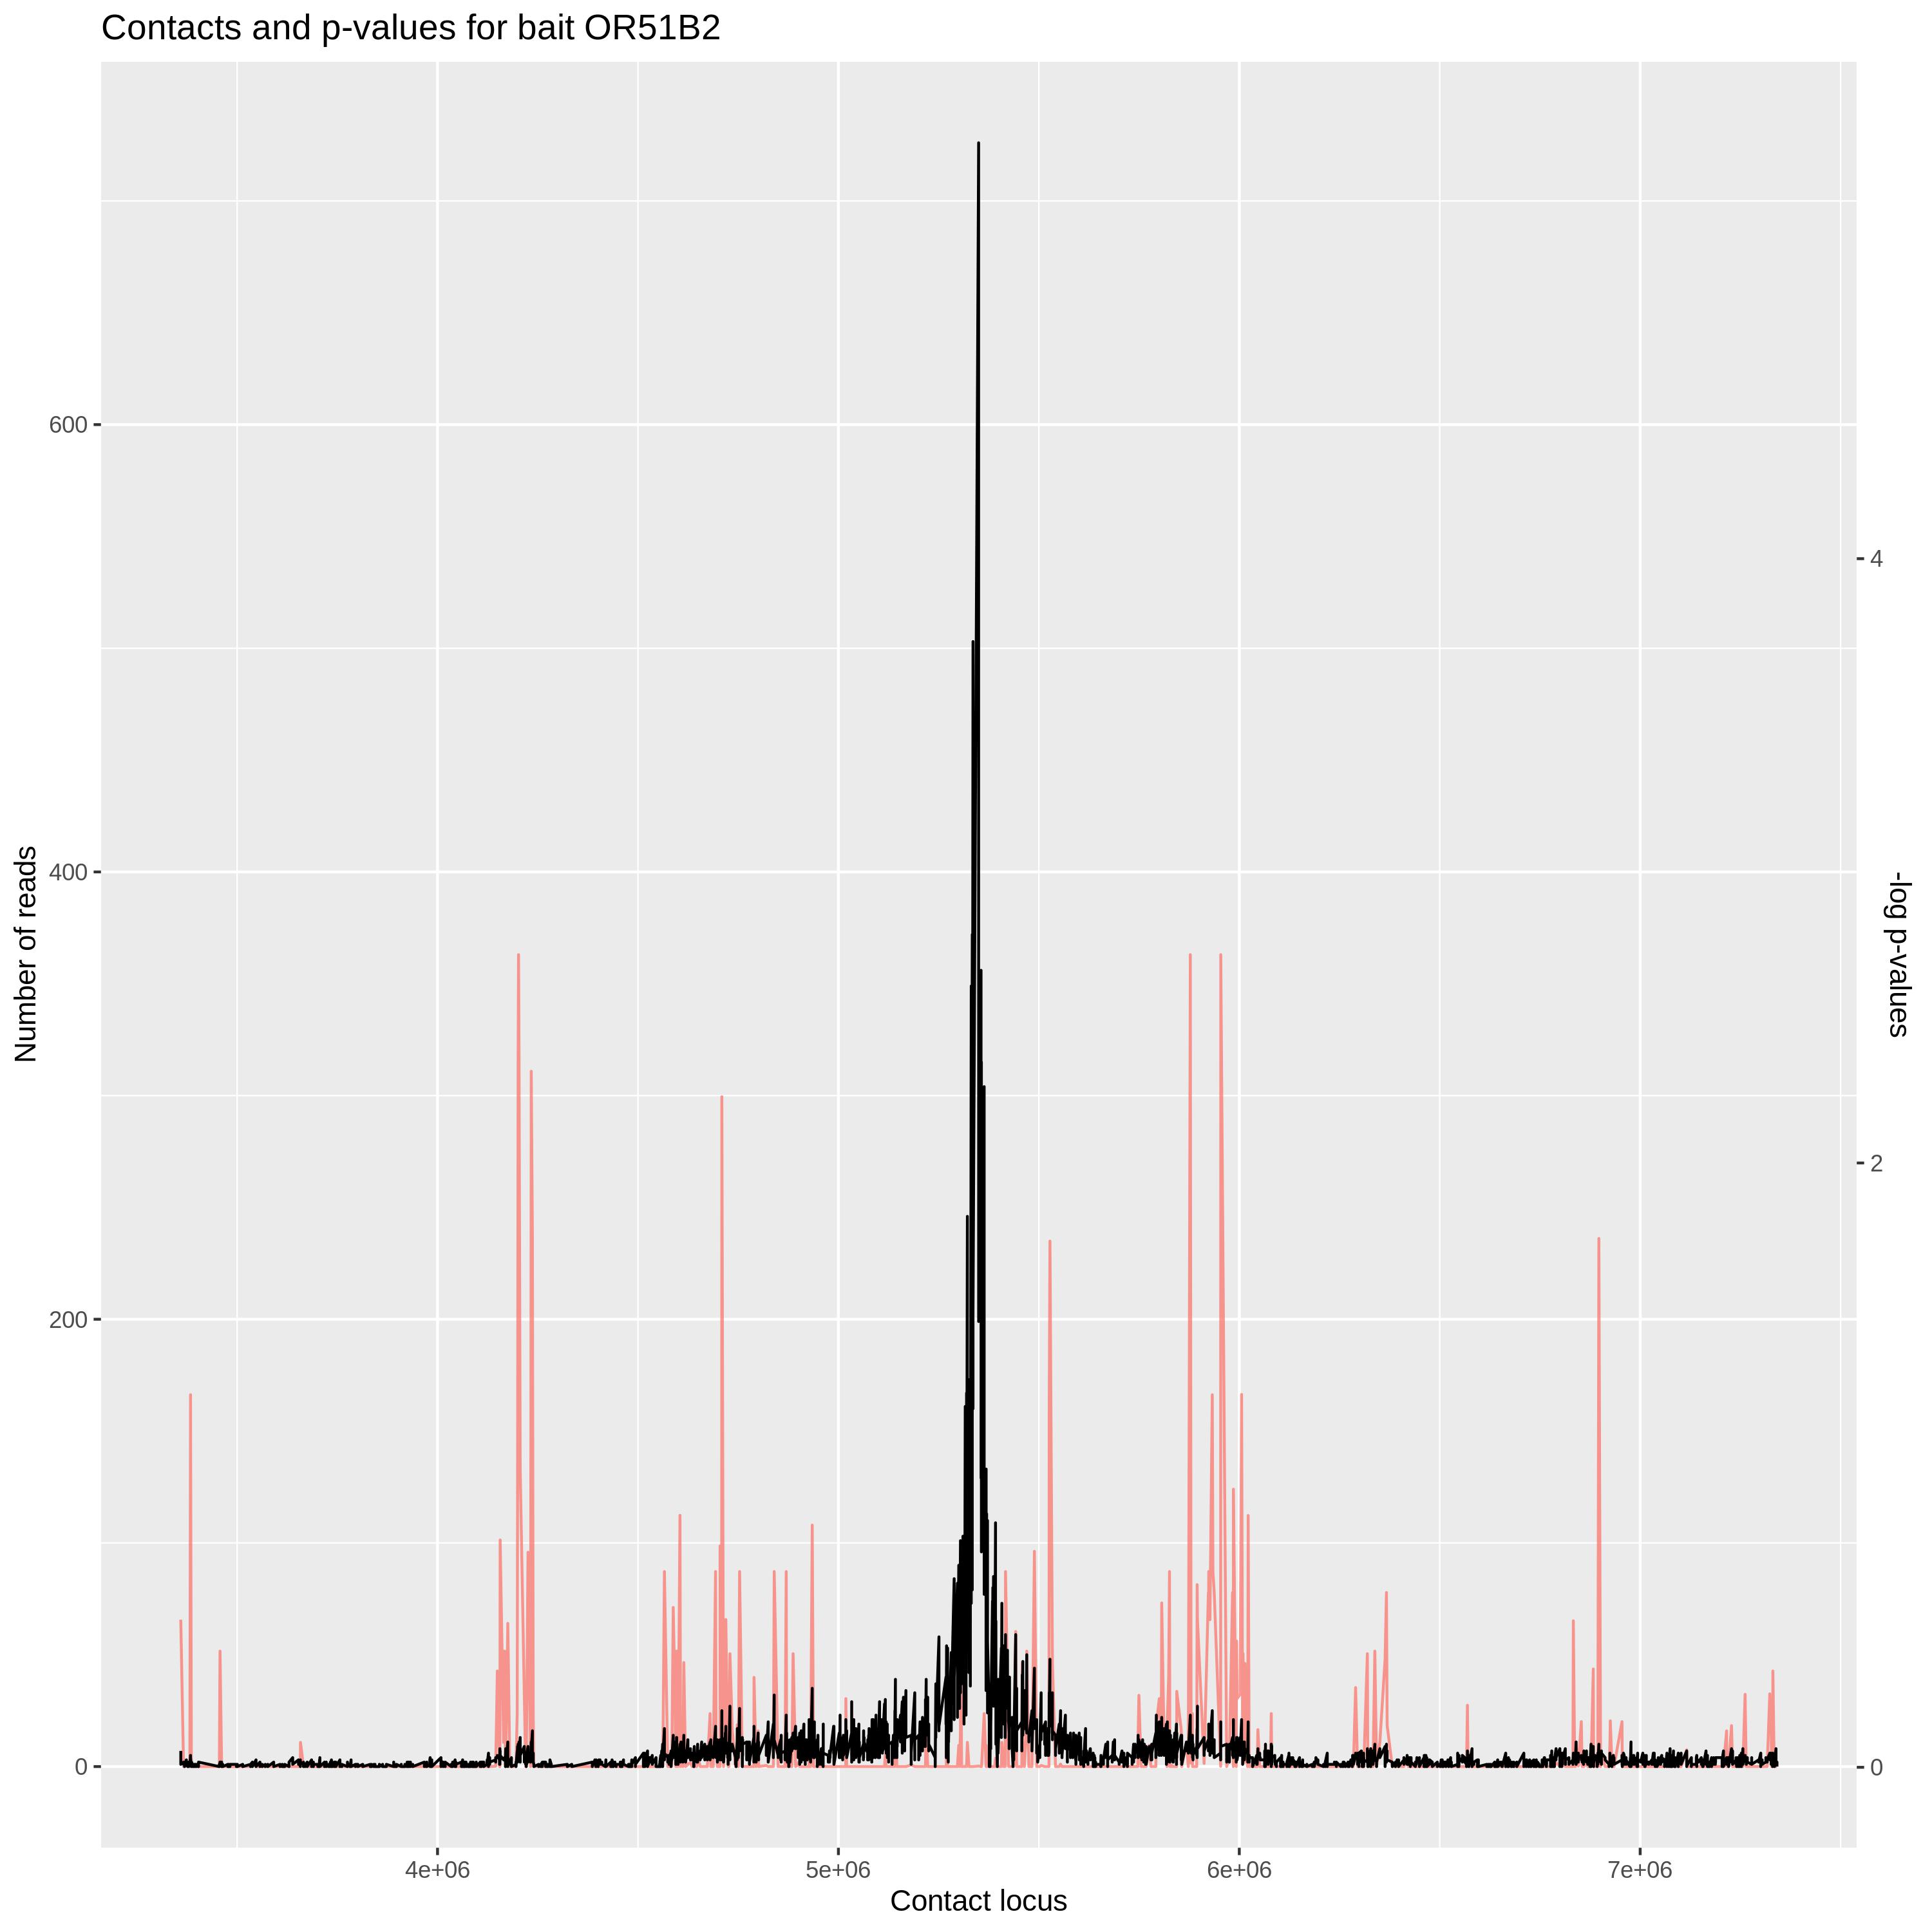 Contacts and p-values for bait OR51B2
600
400
200
0
Number of reads
4
2
0
-log p-values
4e+06
5e+06
6e+06
7e+06
Contact locus